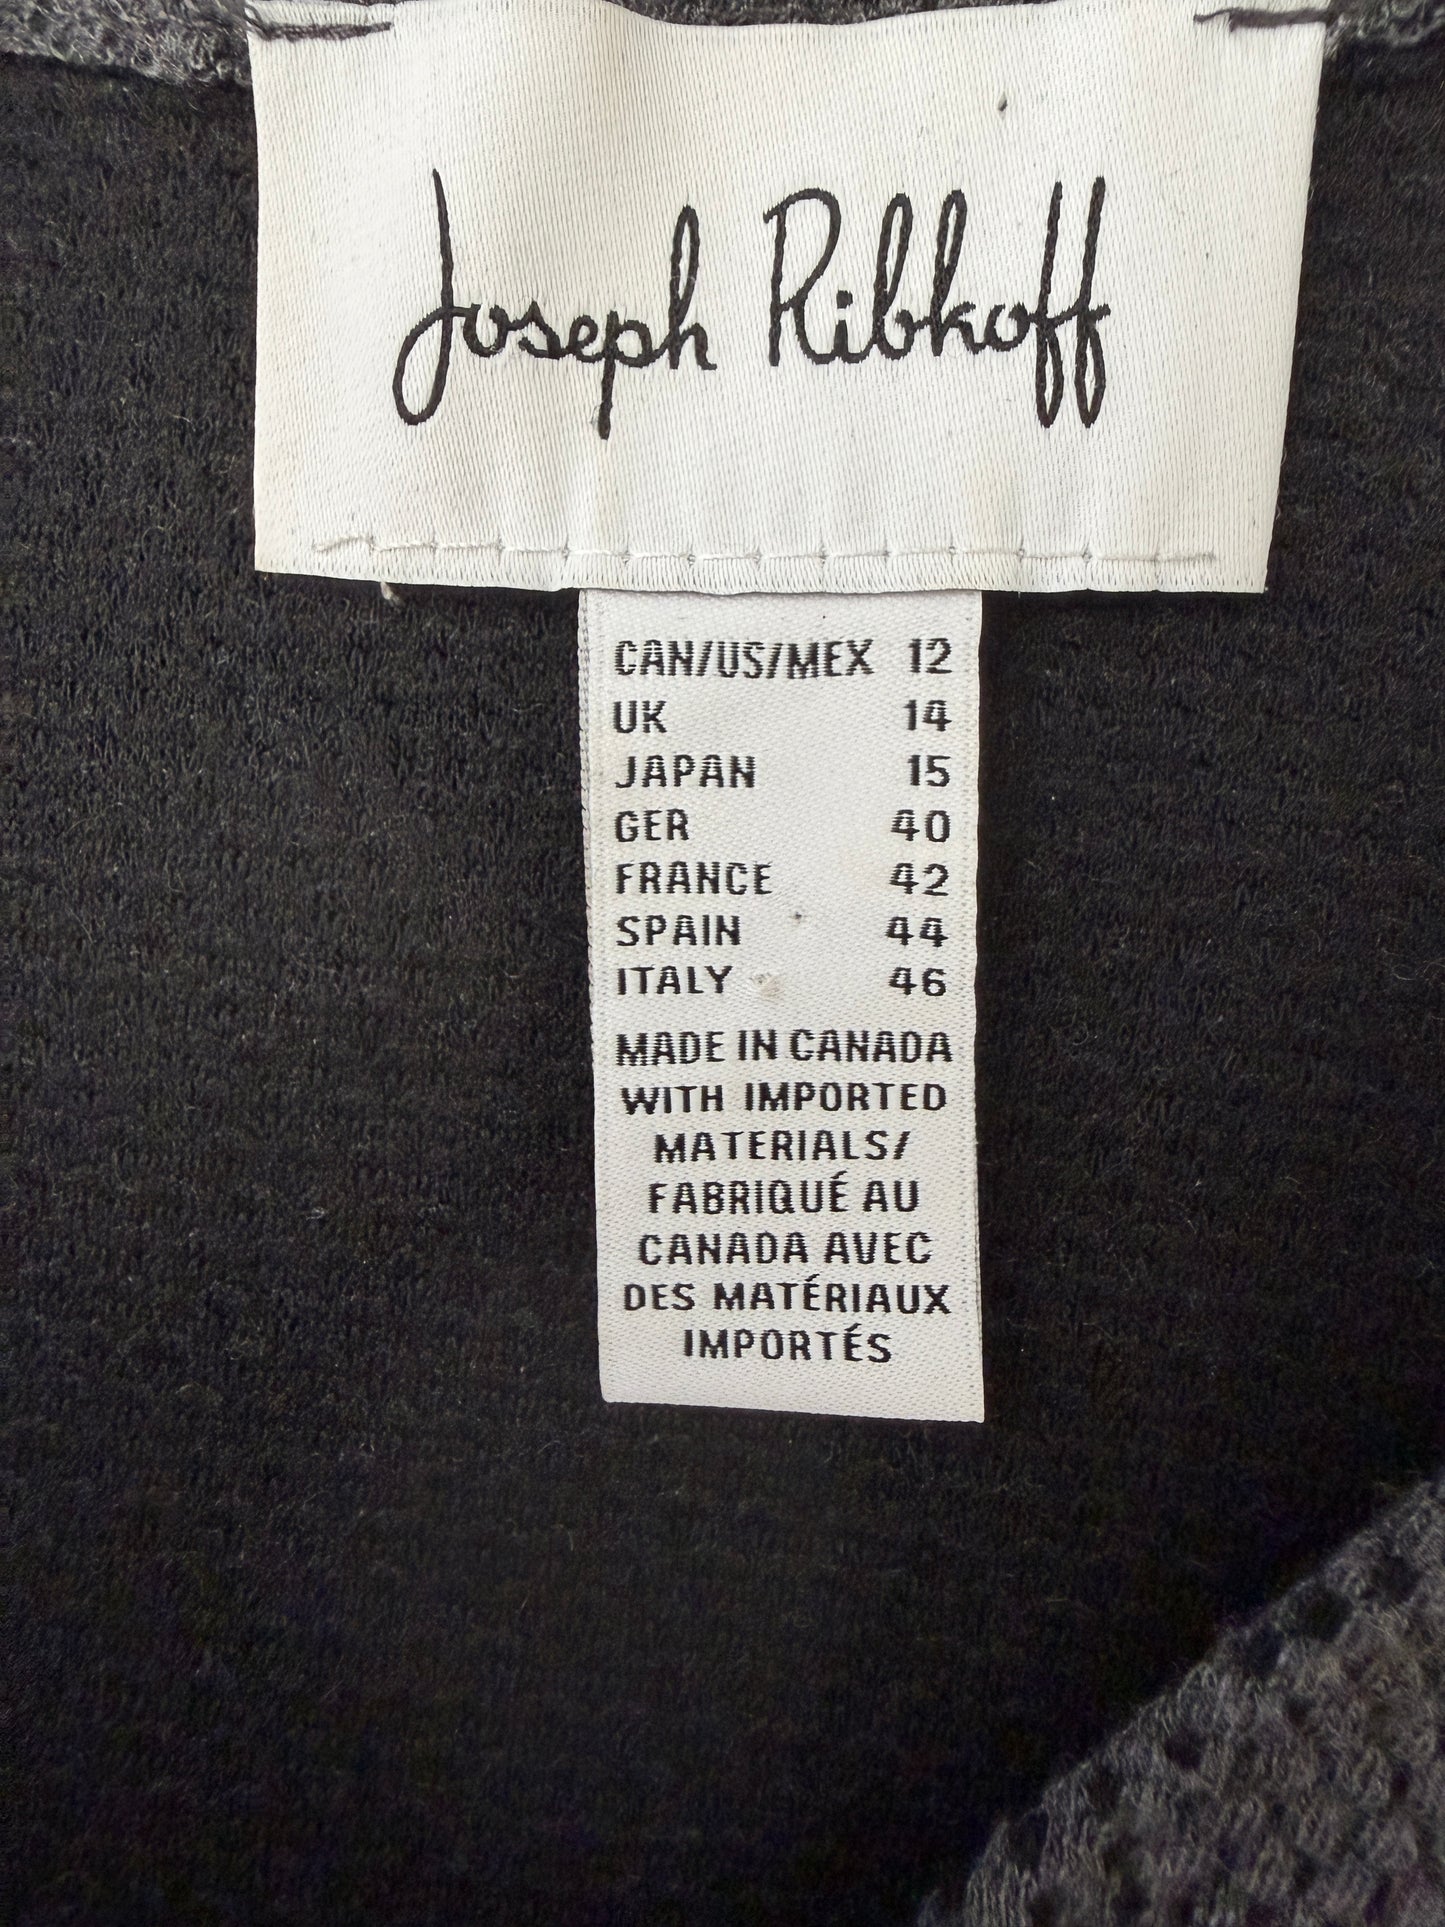 Joseph Ribkoff
CAN/US/MEX 12
UK 14
JAPAN 15
GER 40
FRANCE 42
SPAIN 44
ITALY 46
MADE IN CANADA
WITH IMPORTED
MATERIALS/
FABRIQUÉ AU
CANADA AVEC
DES MATÉRIAUX
IMPORTÉS